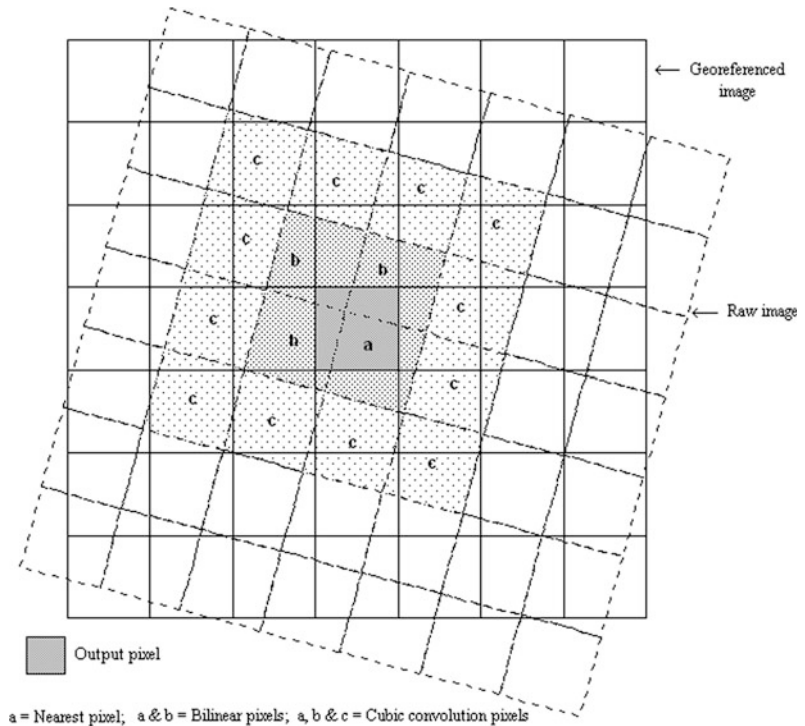 Georeferenced
image
c
c
c
c
c
b
b
c
Raw image
c
b
a
c
c
c
c
c
Output pixel
a = Nearest pixel; a & b = Bilinear pixels; a, b & c = Cubic convolution pixels